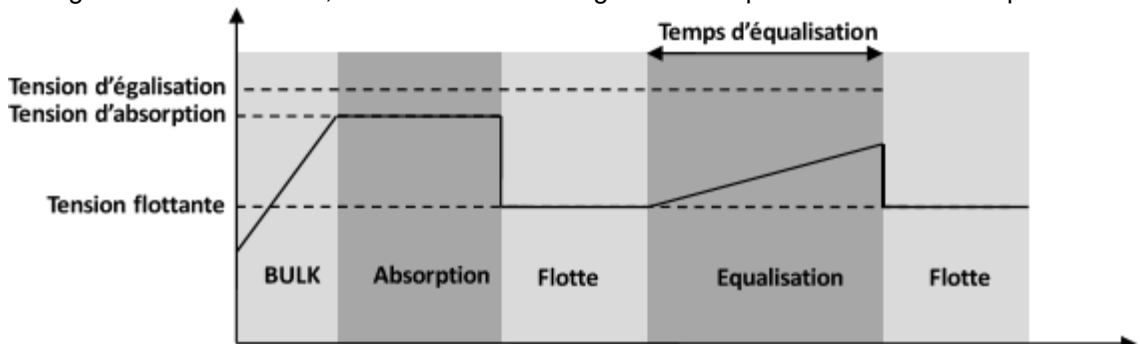 Temps d'équalisation
Tension d'égalisation
Tension d'absorption
Tension flottante
BULK Absorption Flotte Equalisation Flotte